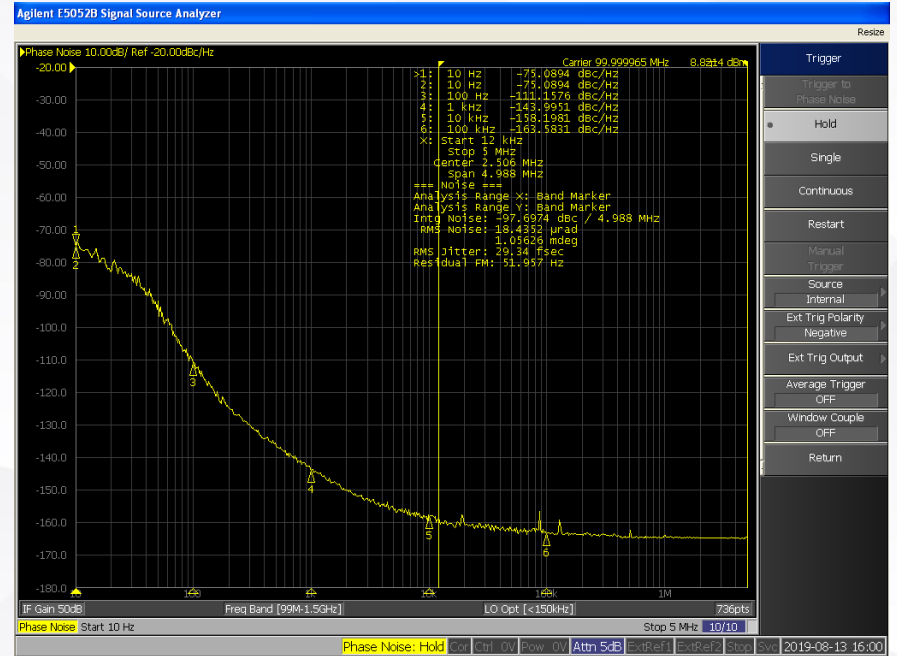 Agilent E5052B Signal Source Analyzer
Resize
▶Phase Noise 10.00dB/ Ref -20.00dBc/Hz
Carrier 99.999965 MHz
-20.00
>1: 10 Hz -75.0894 dBc/Hz
2: 10 Hz -75.0894 dBc/Hz
3: 100 Hz -111.1576 dBc/Hz
4: 1 kHz -143.9951 dBc/Hz
5: 10 kHz -158.1981 dBc/Hz
6: 100 kHz -163.5831 dBc/Hz
X: Start 12 kHz
Stop 5 MHz
Center 2.506 MHz
Span 4.988 MHz
=== Noise ===
Analysis Range X: Band Marker
Analysis Range Y: Band Marker
Intg Noise: -97.6974 dBc / 4.988 MHz
RMS Noise: 18.4352 µrad
1.05626 mdeg
RMS Jitter: 29.34 fsec
Residual FM: 51.957 Hz
-30.00
-40.00
-50.00
-60.00
-70.00
-80.00
-90.00
-100.0
-110.0
-120.0
-130.0
-140.0
-150.0
-160.0
-170.0
-180.0
1
2
3
4
5
6
1M
IF Gain 50dB
Freq Band [99M-1.5GHz]
LO Opt [<150kHz]
736pts
Phase Noise Start 10 Hz
Stop 5 MHz 10/10
Phase Noise: Hold Cor Ctrl 0V Pow 0V Attn 5dB ExtRef1 ExtRef2 Stop Svc 2019-08-13 16:00
Trigger
Trigger to
Phase Noise
Hold
Single
Continuous
Restart
Manual
Trigger
Source
Internal
Ext Trig Polarity
Negative
Ext Trig Output
Average Trigger
OFF
Window Couple
OFF
Return